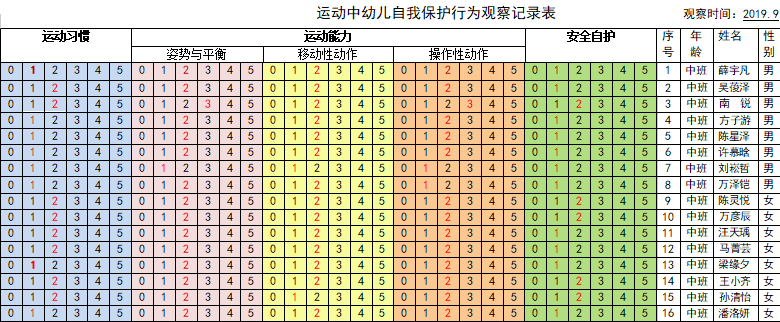 运动中幼儿自我保护行为观察记录表 观察时间：2019.9
运动习惯 运动能力 安全自护 序号 年龄 姓名 性别
姿势与平衡 移动性动作 操作性动作
0 1 2 3 4 5 0 1 2 3 4 5 0 1 2 3 4 5 0 1 2 3 4 5 0 1 2 3 4 5 1 中班 薛宇凡 男
0 1 2 3 4 5 0 1 2 3 4 5 0 1 2 3 4 5 0 1 2 3 4 5 0 1 2 3 4 5 2 中班 吴葰泽 男
0 1 2 3 4 5 0 1 2 3 4 5 0 1 2 3 4 5 0 1 2 3 4 5 0 1 2 3 4 5 3 中班 南 锐 男
0 1 2 3 4 5 0 1 2 3 4 5 0 1 2 3 4 5 0 1 2 3 4 5 0 1 2 3 4 5 4 中班 方子游 男
0 1 2 3 4 5 0 1 2 3 4 5 0 1 2 3 4 5 0 1 2 3 4 5 0 1 2 3 4 5 5 中班 陈星泽 男
0 1 2 3 4 5 0 1 2 3 4 5 0 1 2 3 4 5 0 1 2 3 4 5 0 1 2 3 4 5 6 中班 许慕晗 男
0 1 2 3 4 5 0 1 2 3 4 5 0 1 2 3 4 5 0 1 2 3 4 5 0 1 2 3 4 5 7 中班 刘崧哲 男
0 1 2 3 4 5 0 1 2 3 4 5 0 1 2 3 4 5 0 1 2 3 4 5 0 1 2 3 4 5 8 中班 万泽铠 男
0 1 2 3 4 5 0 1 2 3 4 5 0 1 2 3 4 5 0 1 2 3 4 5 0 1 2 3 4 5 9 中班 陈灵悦 女
0 1 2 3 4 5 0 1 2 3 4 5 0 1 2 3 4 5 0 1 2 3 4 5 0 1 2 3 4 5 10 中班 万彦辰 女
0 1 2 3 4 5 0 1 2 3 4 5 0 1 2 3 4 5 0 1 2 3 4 5 0 1 2 3 4 5 11 中班 汪天瑀 女
0 1 2 3 4 5 0 1 2 3 4 5 0 1 2 3 4 5 0 1 2 3 4 5 0 1 2 3 4 5 12 中班 马菁芸 女
0 1 2 3 4 5 0 1 2 3 4 5 0 1 2 3 4 5 0 1 2 3 4 5 0 1 2 3 4 5 13 中班 梁缘夕 女
0 1 2 3 4 5 0 1 2 3 4 5 0 1 2 3 4 5 0 1 2 3 4 5 0 1 2 3 4 5 14 中班 王小齐 女
0 1 2 3 4 5 0 1 2 3 4 5 0 1 2 3 4 5 0 1 2 3 4 5 0 1 2 3 4 5 15 中班 孙清怡 女
0 1 2 3 4 5 0 1 2 3 4 5 0 1 2 3 4 5 0 1 2 3 4 5 0 1 2 3 4 5 16 中班 潘洛妍 女